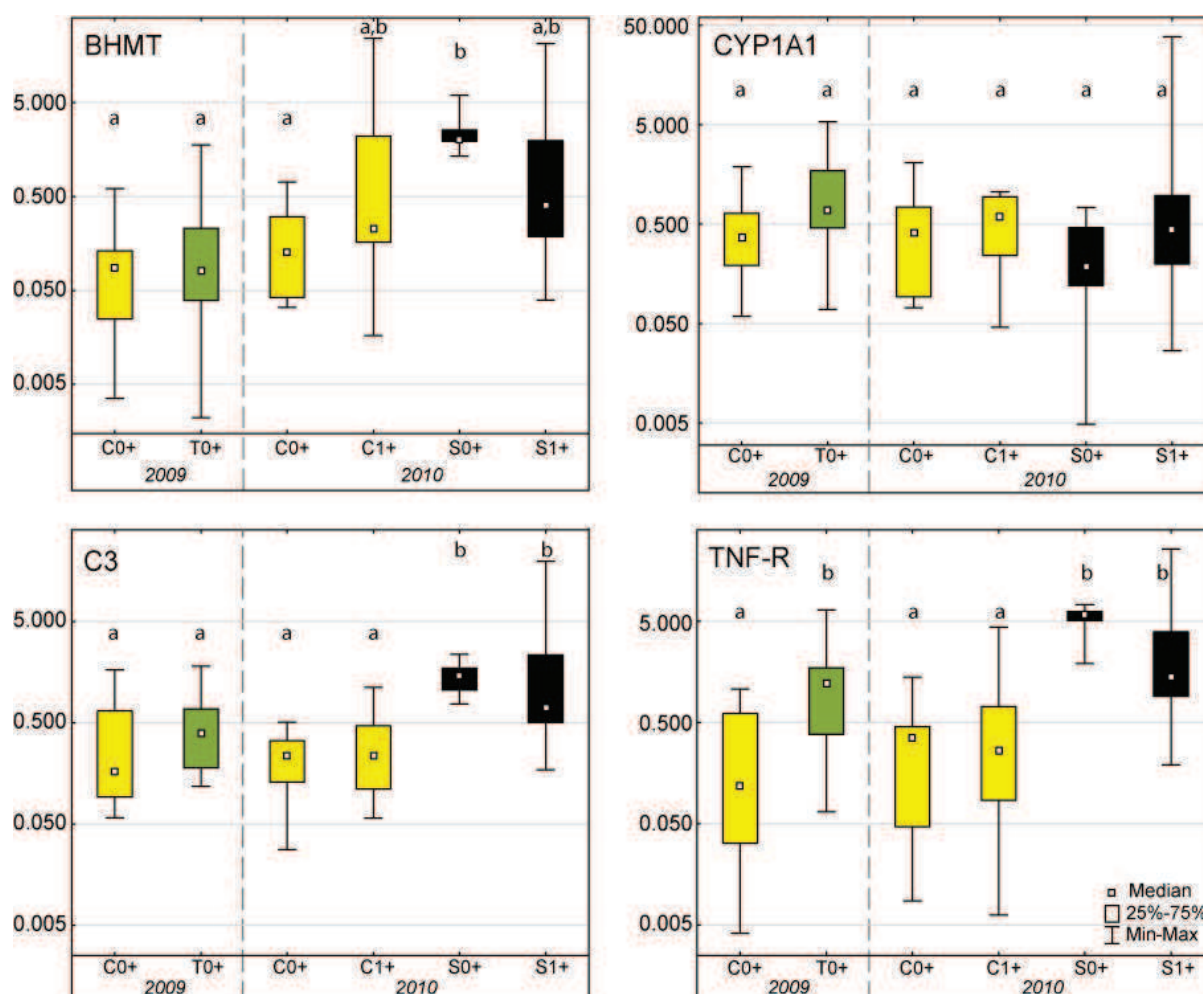 BHMT
a a a a,b b a,b
5.000
0.500
0.050
0.005
C0+ T0+ C0+ C1+ S0+ S1+
2009 2010
CYP1A1
a a a a a a
50.000
5.000
0.500
0.050
0.005
C0+ T0+ C0+ C1+ S0+ S1+
2009 2010
C3
a a a a b b
5.000
0.500
0.050
0.005
C0+ T0+ C0+ C1+ S0+ S1+
2009 2010
TNF-R
a b a a b b
5.000
0.500
0.050
0.005
Median
25%-75%
Min-Max
C0+ T0+ C0+ C1+ S0+ S1+
2009 2010